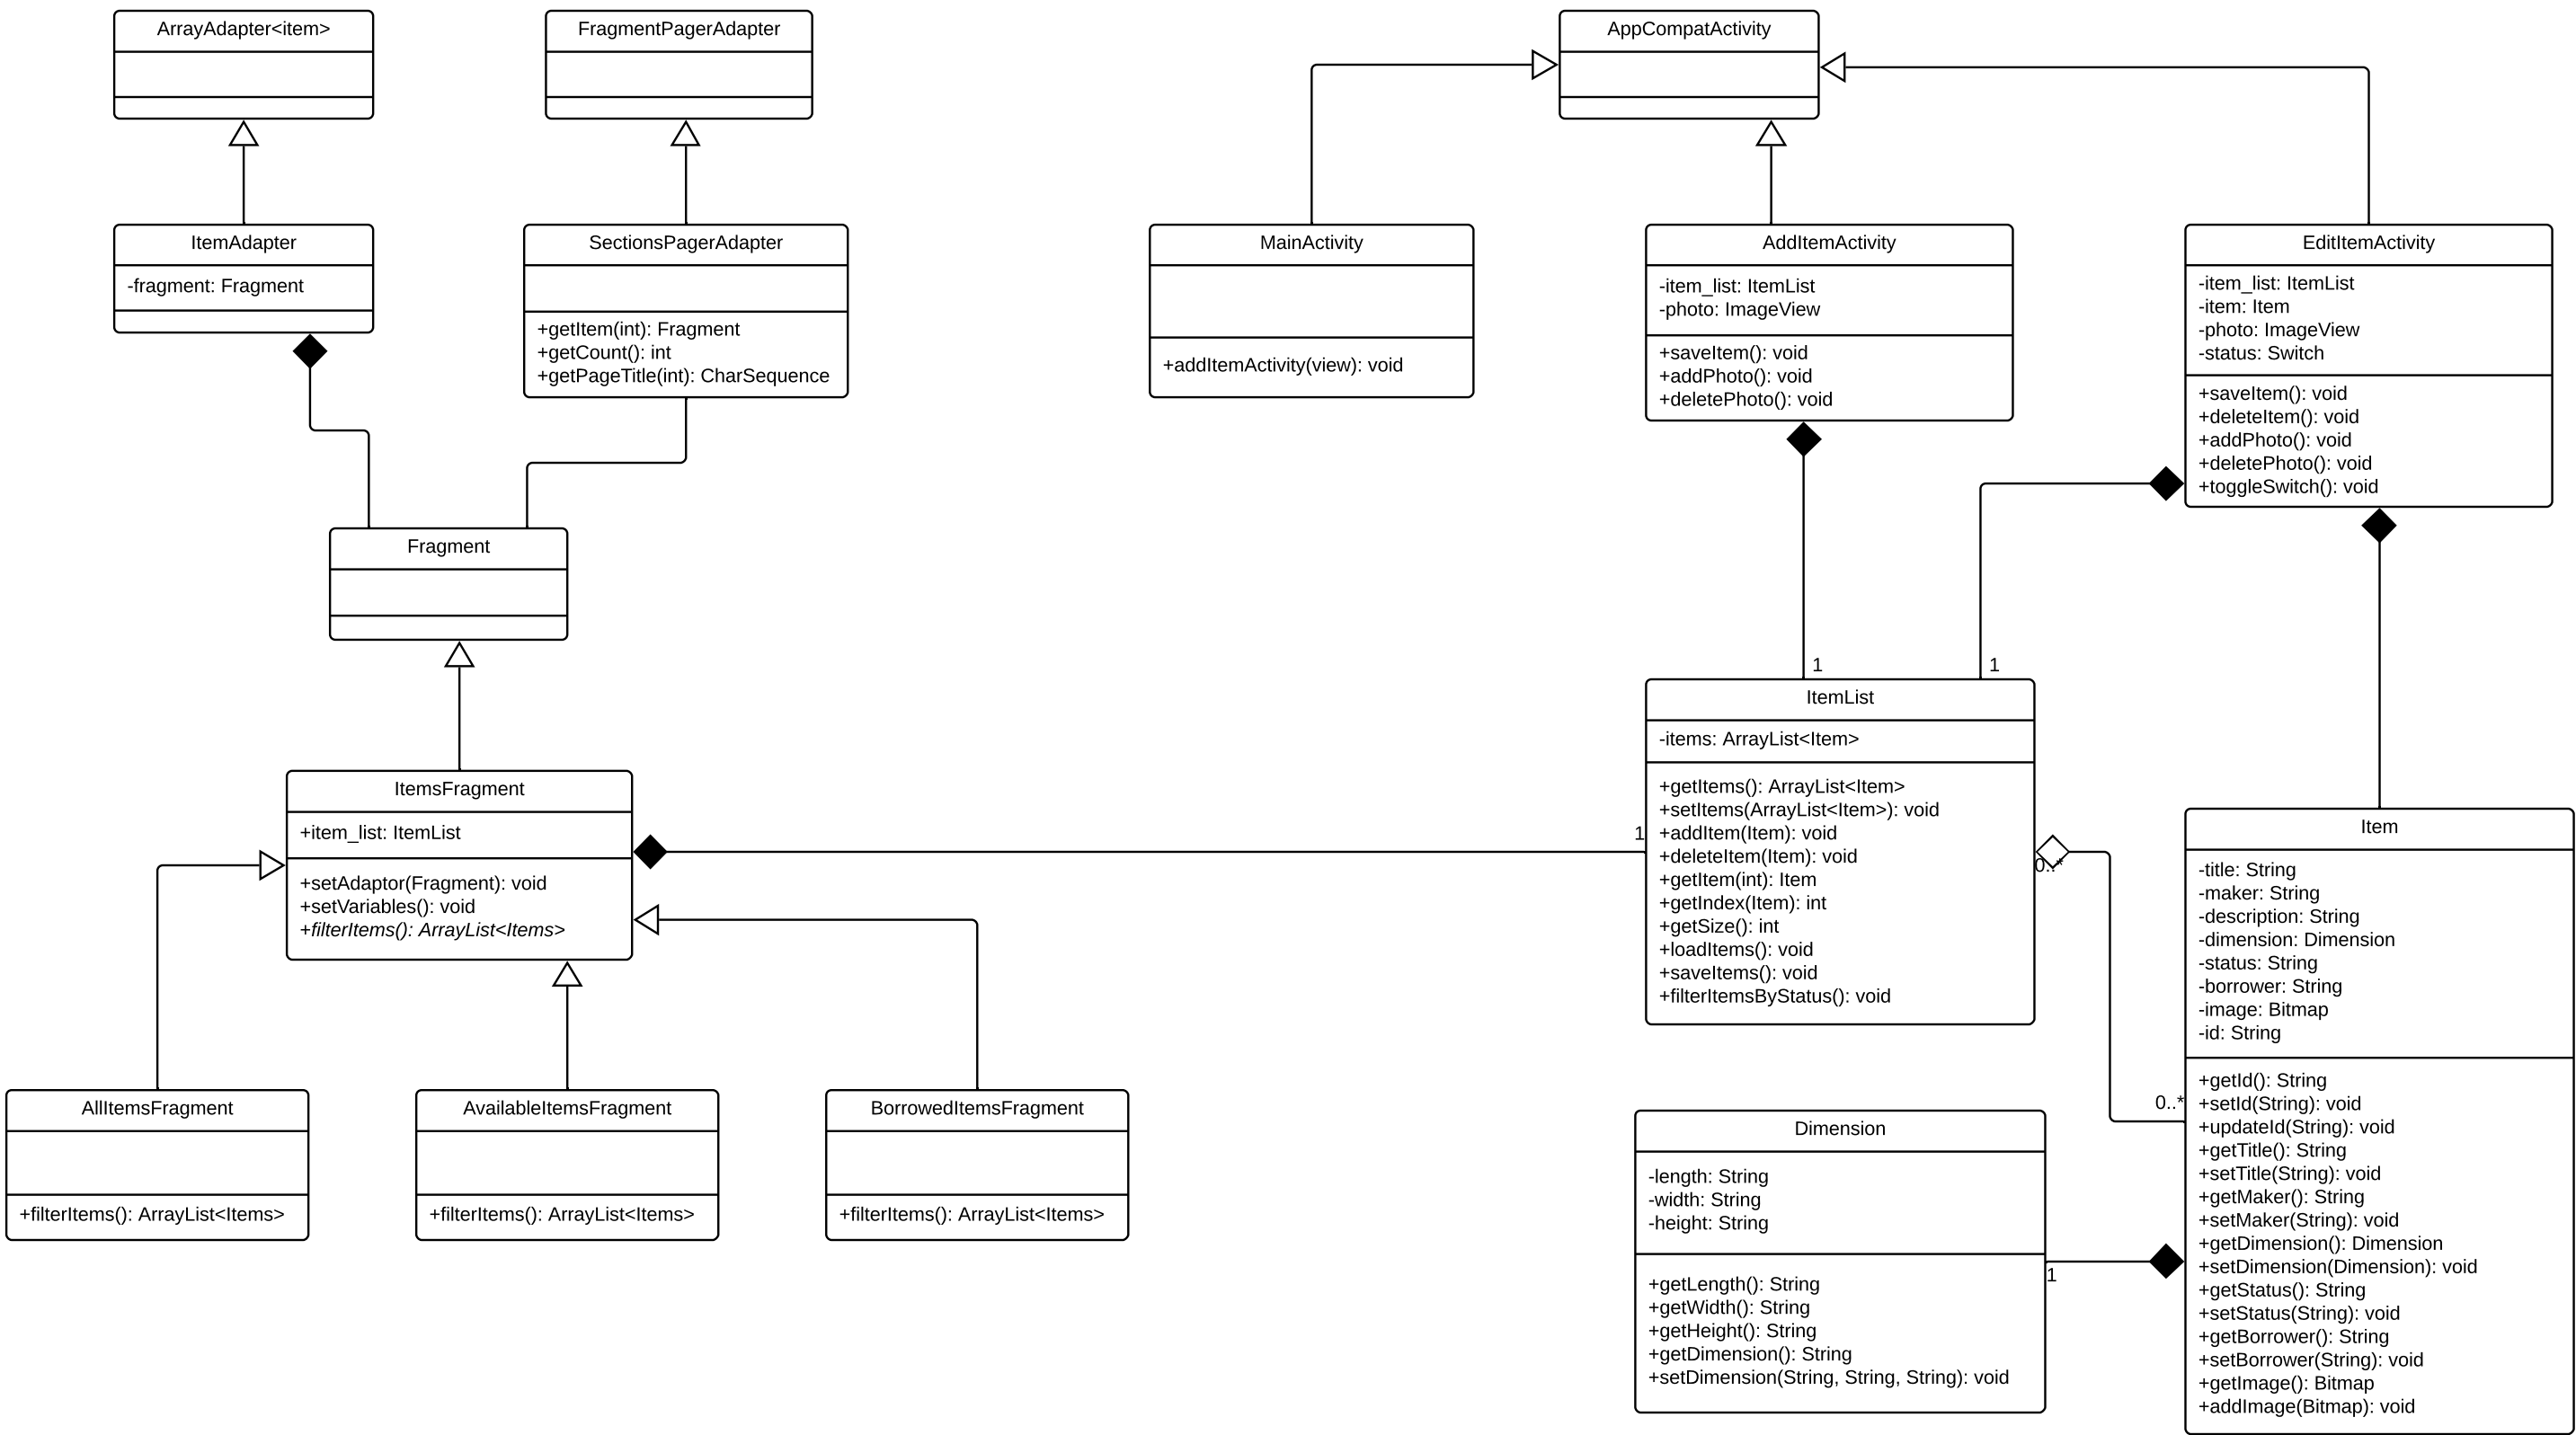 ArrayAdapter<item>
FragmentPagerAdapter
AppCompatActivity
ItemAdapter
-fragment: Fragment
SectionsPagerAdapter
+getItem(int): Fragment
+getCount(): int
+getPageTitle(int): CharSequence
MainActivity
+addItemActivity(view): void
AddItemActivity
-item_list: ItemList
-photo: ImageView
+saveItem(): void
+addPhoto(): void
+deletePhoto(): void
EditItemActivity
-item_list: ItemList
-item: Item
-photo: ImageView
-status: Switch
+saveItem(): void
+deleteItem(): void
+addPhoto(): void
+deletePhoto(): void
+toggleSwitch(): void
Fragment
1
1
ItemsFragment
+item_list: ItemList
+setAdaptor(Fragment): void
+setVariables(): void
+filterItems(): ArrayList<Items>
1
ItemList
-items: ArrayList<Item>
+getItems(): ArrayList<Item>
+setItems(ArrayList<Item>): void
+addItem(Item): void
+deleteItem(Item): void
+getItem(int): Item
+getIndex(Item): int
+getSize(): int
+loadItems(): void
+saveItems(): void
+filterItemsByStatus(): void
0..*
0..*
Item
-title: String
-maker: String
-description: String
-dimension: Dimension
-status: String
-borrower: String
-image: Bitmap
-id: String
+getId(): String
+setId(String): void
+updateId(String): void
+getTitle(): String
+setTitle(String): void
+getMaker(): String
+setMaker(String): void
+getDimension(): Dimension
+setDimension(Dimension): void
+getStatus(): String
+setStatus(String): void
+getBorrower(): String
+setBorrower(String): void
+getImage(): Bitmap
+addImage(Bitmap): void
AllItemsFragment
+filterItems(): ArrayList<Items>
AvailableItemsFragment
+filterItems(): ArrayList<Items>
BorrowedItemsFragment
+filterItems(): ArrayList<Items>
Dimension
-length: String
-width: String
-height: String
+getLength(): String
+getWidth(): String
+getHeight(): String
+getDimension(): String
+setDimension(String, String, String): void
1